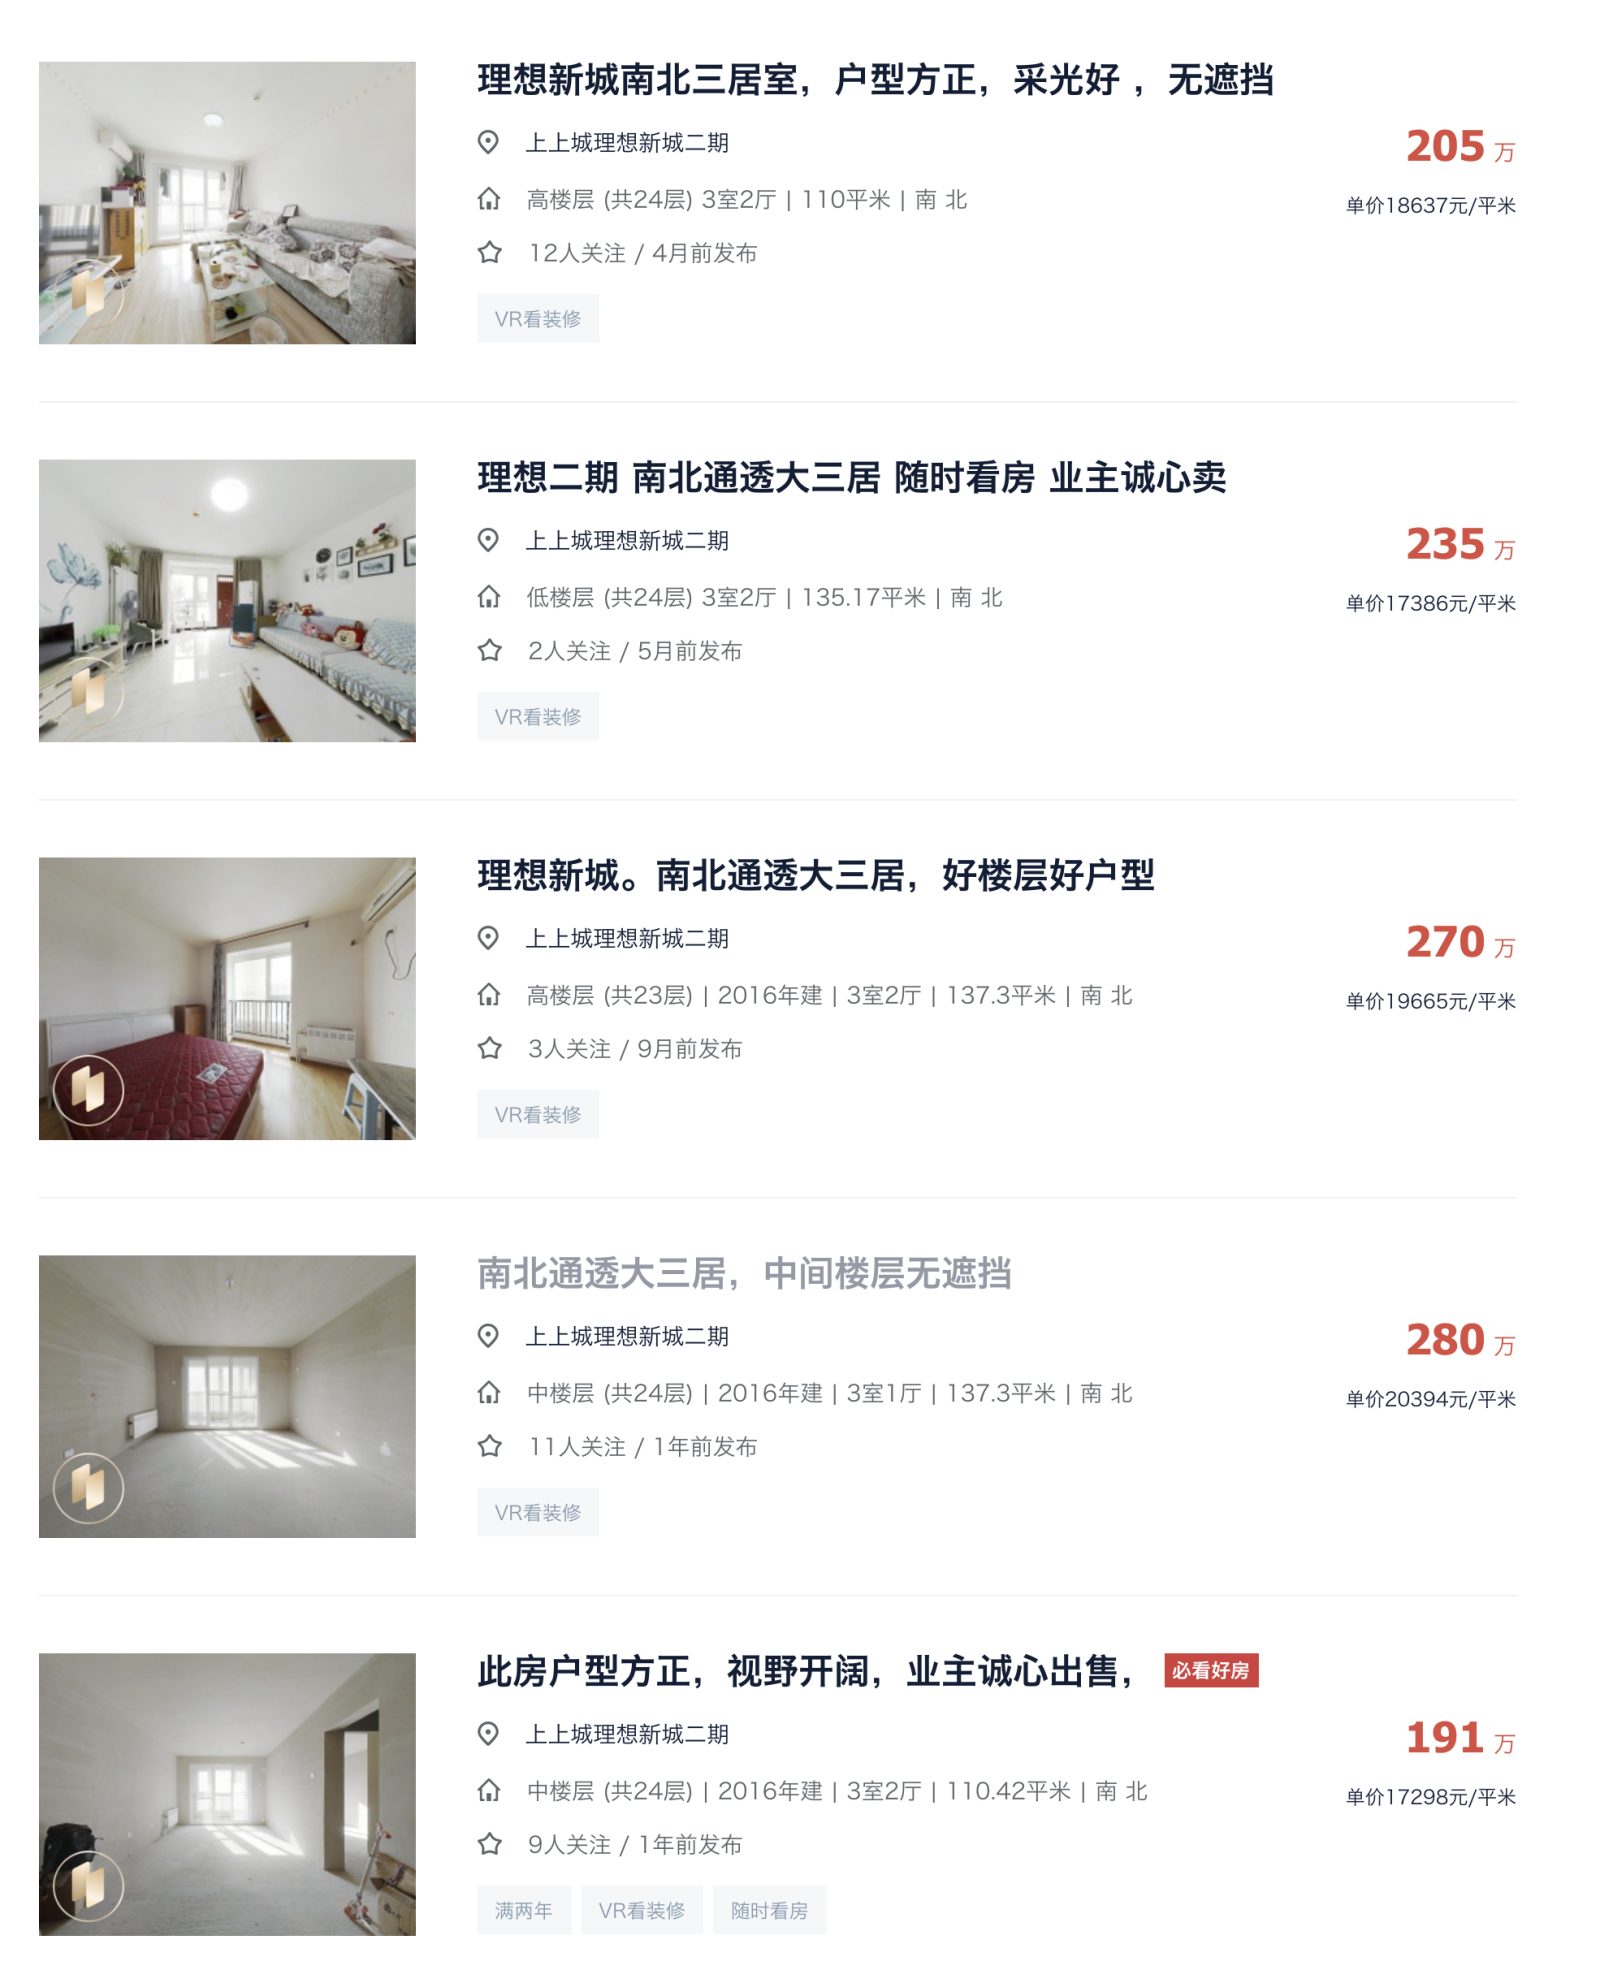 理想新城南北三居室，户型方正，采光好 ，无遮挡
上上城理想新城二期
205 万
高楼层 (共24层) 3室2厅 | 110平米 | 南 北
单价18637元/平米
12人关注 / 4月前发布
VR看装修
理想二期 南北通透大三居 随时看房 业主诚心卖
上上城理想新城二期
235 万
低楼层 (共24层) 3室2厅 | 135.17平米 | 南 北
单价17386元/平米
2人关注 / 5月前发布
VR看装修
理想新城。南北通透大三居，好楼层好户型
上上城理想新城二期
270 万
高楼层 (共23层) | 2016年建 | 3室2厅 | 137.3平米 | 南 北
单价19665元/平米
3人关注 / 9月前发布
VR看装修
南北通透大三居，中间楼层无遮挡
上上城理想新城二期
280 万
中楼层 (共24层) | 2016年建 | 3室1厅 | 137.3平米 | 南 北
单价20394元/平米
11人关注 / 1年前发布
VR看装修
此房户型方正，视野开阔，业主诚心出售， 必看好房
上上城理想新城二期
191 万
中楼层 (共24层) | 2016年建 | 3室2厅 | 110.42平米 | 南 北
单价17298元/平米
9人关注 / 1年前发布
满两年 VR看装修 随时看房